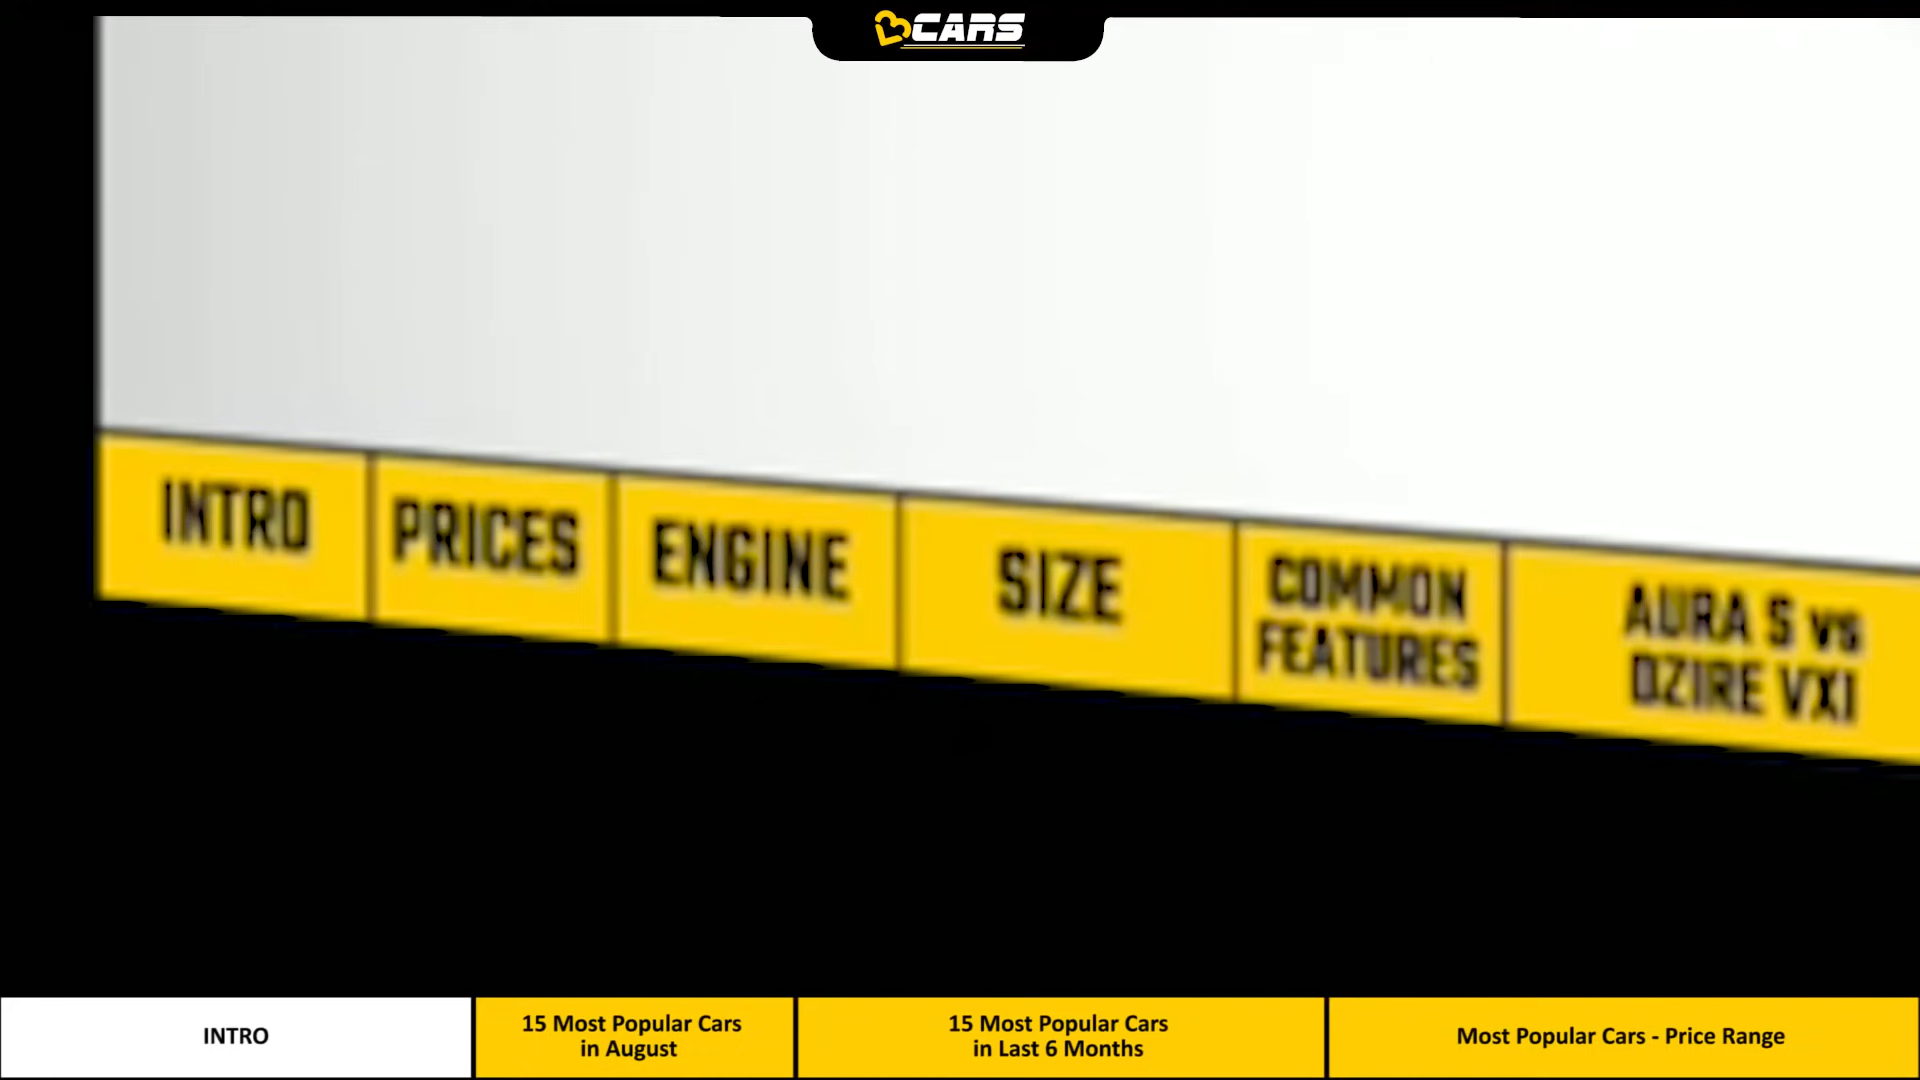 CARS
INTRO
PRICES
ENGINE
SIZE
COMMON
FEATURES
AURA S vs
DZIRE VXI
INTRO
15 Most Popular Cars
in August
15 Most Popular Cars
in Last 6 Months
Most Popular Cars - Price Range